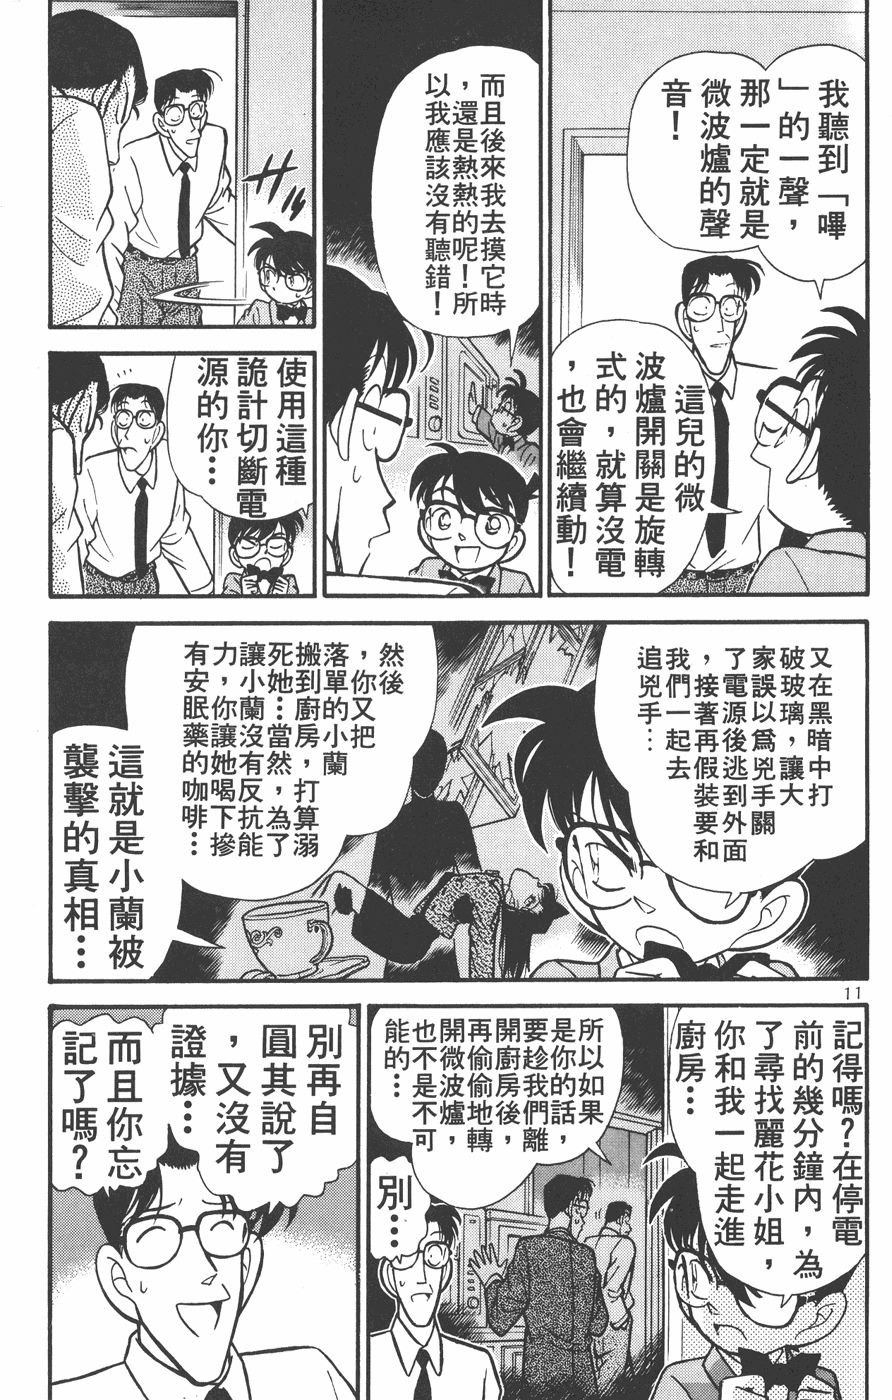 我聽到「嗶
」的一聲，
那一定就是
微波爐的聲
音！
這兒的微
波爐開關是旋轉
式的，就算沒電
，也會繼續動！
而且後來我去摸它時
，還是熱熱的呢！所
以我應該沒有聽錯！
使用這種
詭計切斷電
源的你…
又在黑暗中打
破玻璃，讓大
家誤以為兇手關
了電源後逃到外面
，接著再假裝要和
我們一起去
追兇手…
然後
，你又把
落單的小蘭
搬到廚房，打算溺
死她…當然，為了
讓小蘭沒有反抗能
力，你讓她喝下摻
有安眠藥的咖啡…
這就是小蘭被
襲擊的真相…
11
記得嗎？在停電
前的幾分鐘內，為
了尋找麗花小姐，
你和我一起走進
廚房…
所以如果
是你的話
要趁我們離，
開廚房後，
再偷偷地轉
開微波爐，
也不是不可
能的…
別…
別再自
圓其說了
，又沒有
證據…
而且你忘
記了嗎？